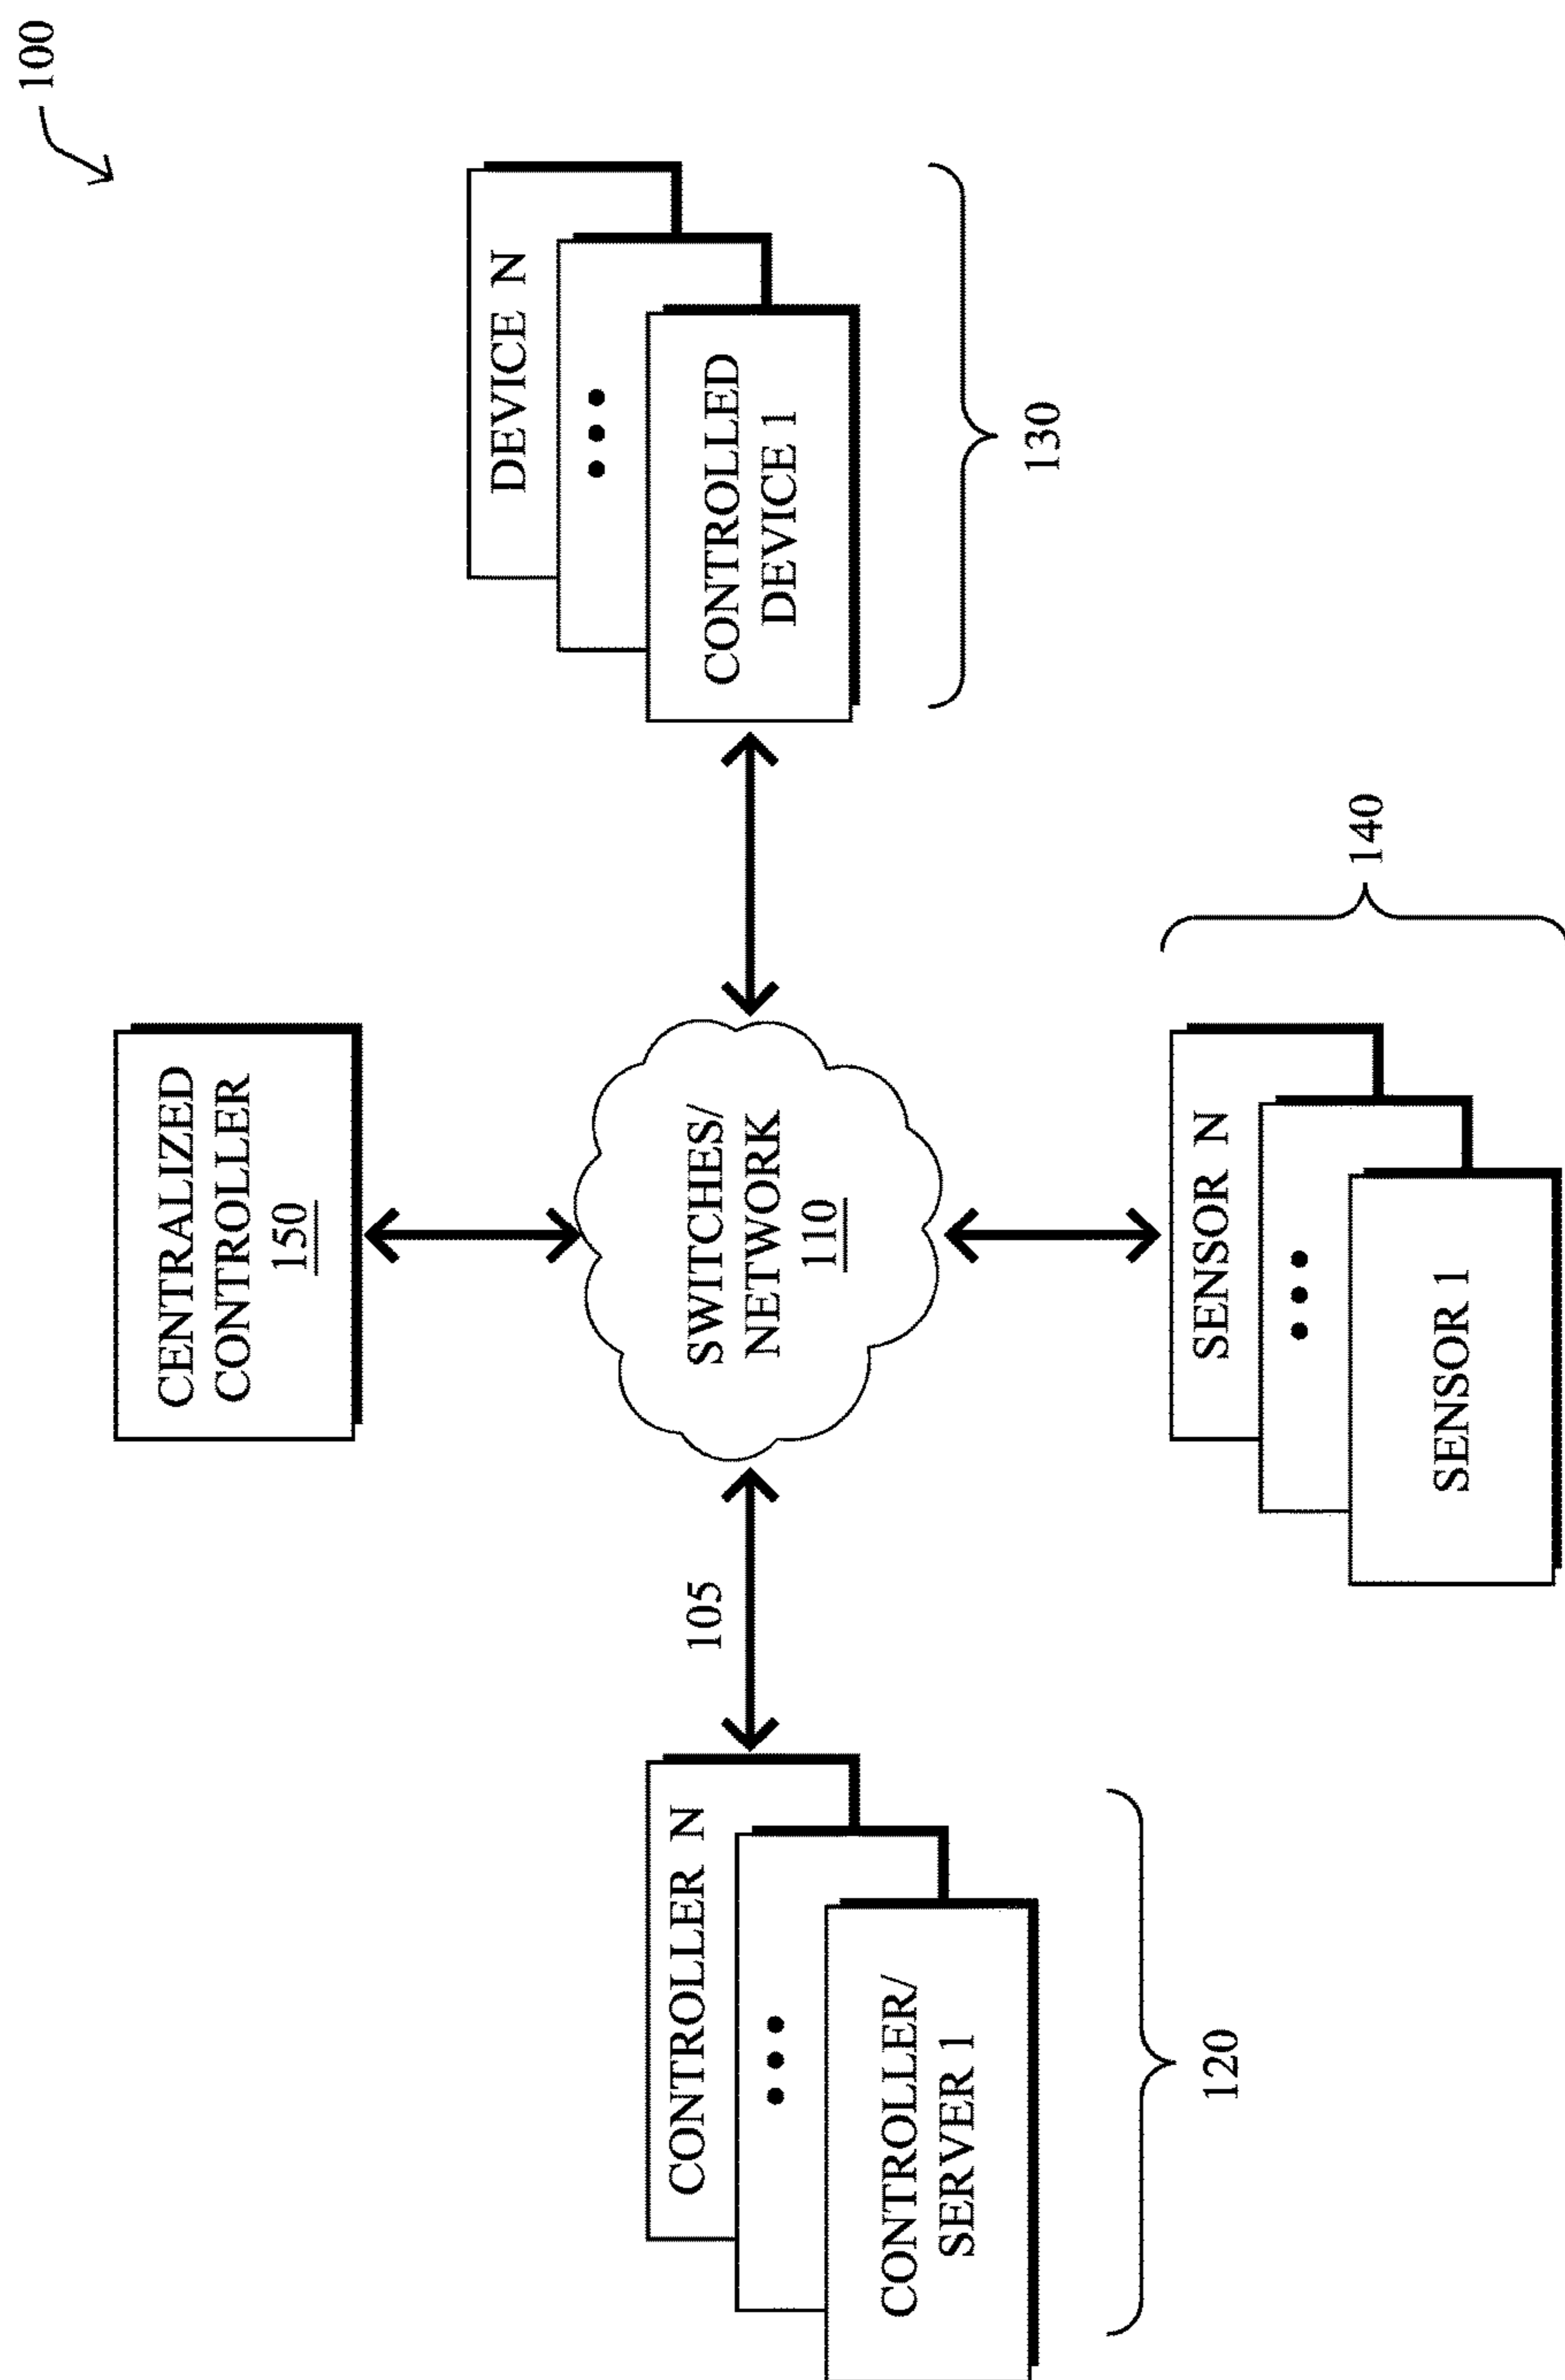 100
CENTRALIZED
CONTROLLER
150
DEVICE N
CONTROLLED
DEVICE 1
130
105
SWITCHES/
NETWORK
110
CONTROLLER N
CONTROLLER/
SERVER 1
120
SENSOR N
SENSOR 1
140